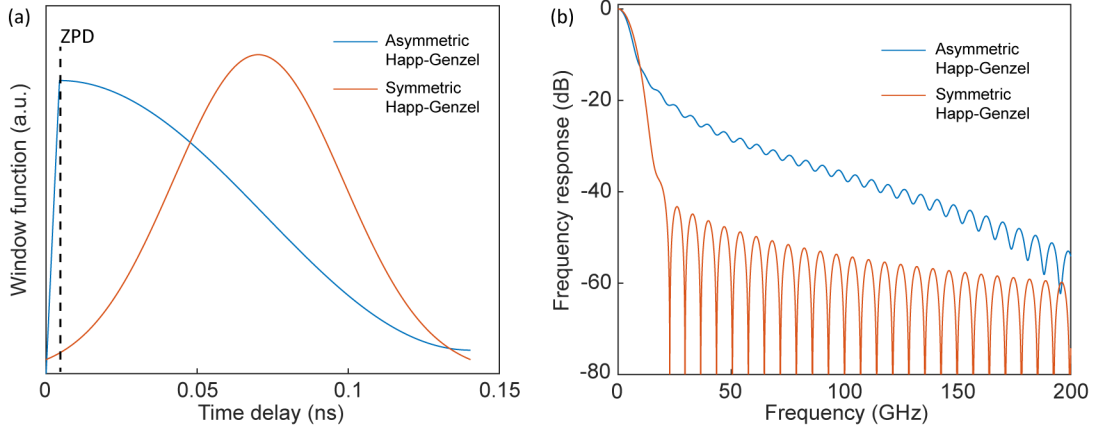 (a)
ZPD
Asymmetric
Happ-Genzel
Symmetric
Happ-Genzel
Window function (a.u.)
0
0.05
0.1
0.15
Time delay (ns)
(b)
0
-20
-40
-60
-80
Frequency response (dB)
Asymmetric
Happ-Genzel
Symmetric
Happ-Genzel
0
50
100
150
200
Frequency (GHz)